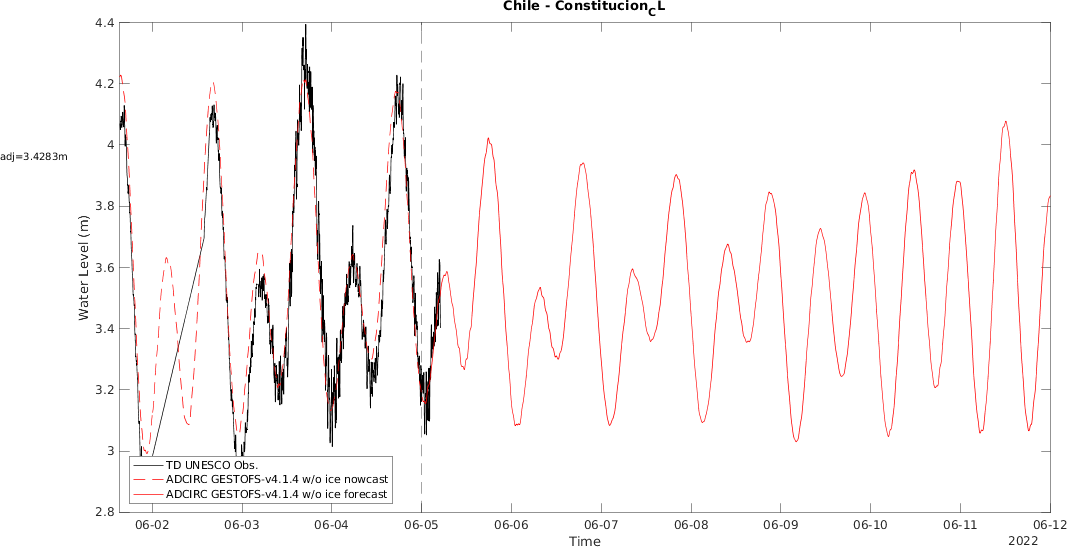 Chile - Constitucion_CL
4.4
4.2
4
3.8
3.6
3.4
3.2
3
2.8
adj=3.4283m
Water Level (m)
TD UNESCO Obs.
ADCIRC GESTOFS-v4.1.4 w/o ice nowcast
ADCIRC GESTOFS-v4.1.4 w/o ice forecast
06-02 06-03 06-04 06-05 06-06 06-07 06-08 06-09 06-10 06-11 06-12
Time
2022